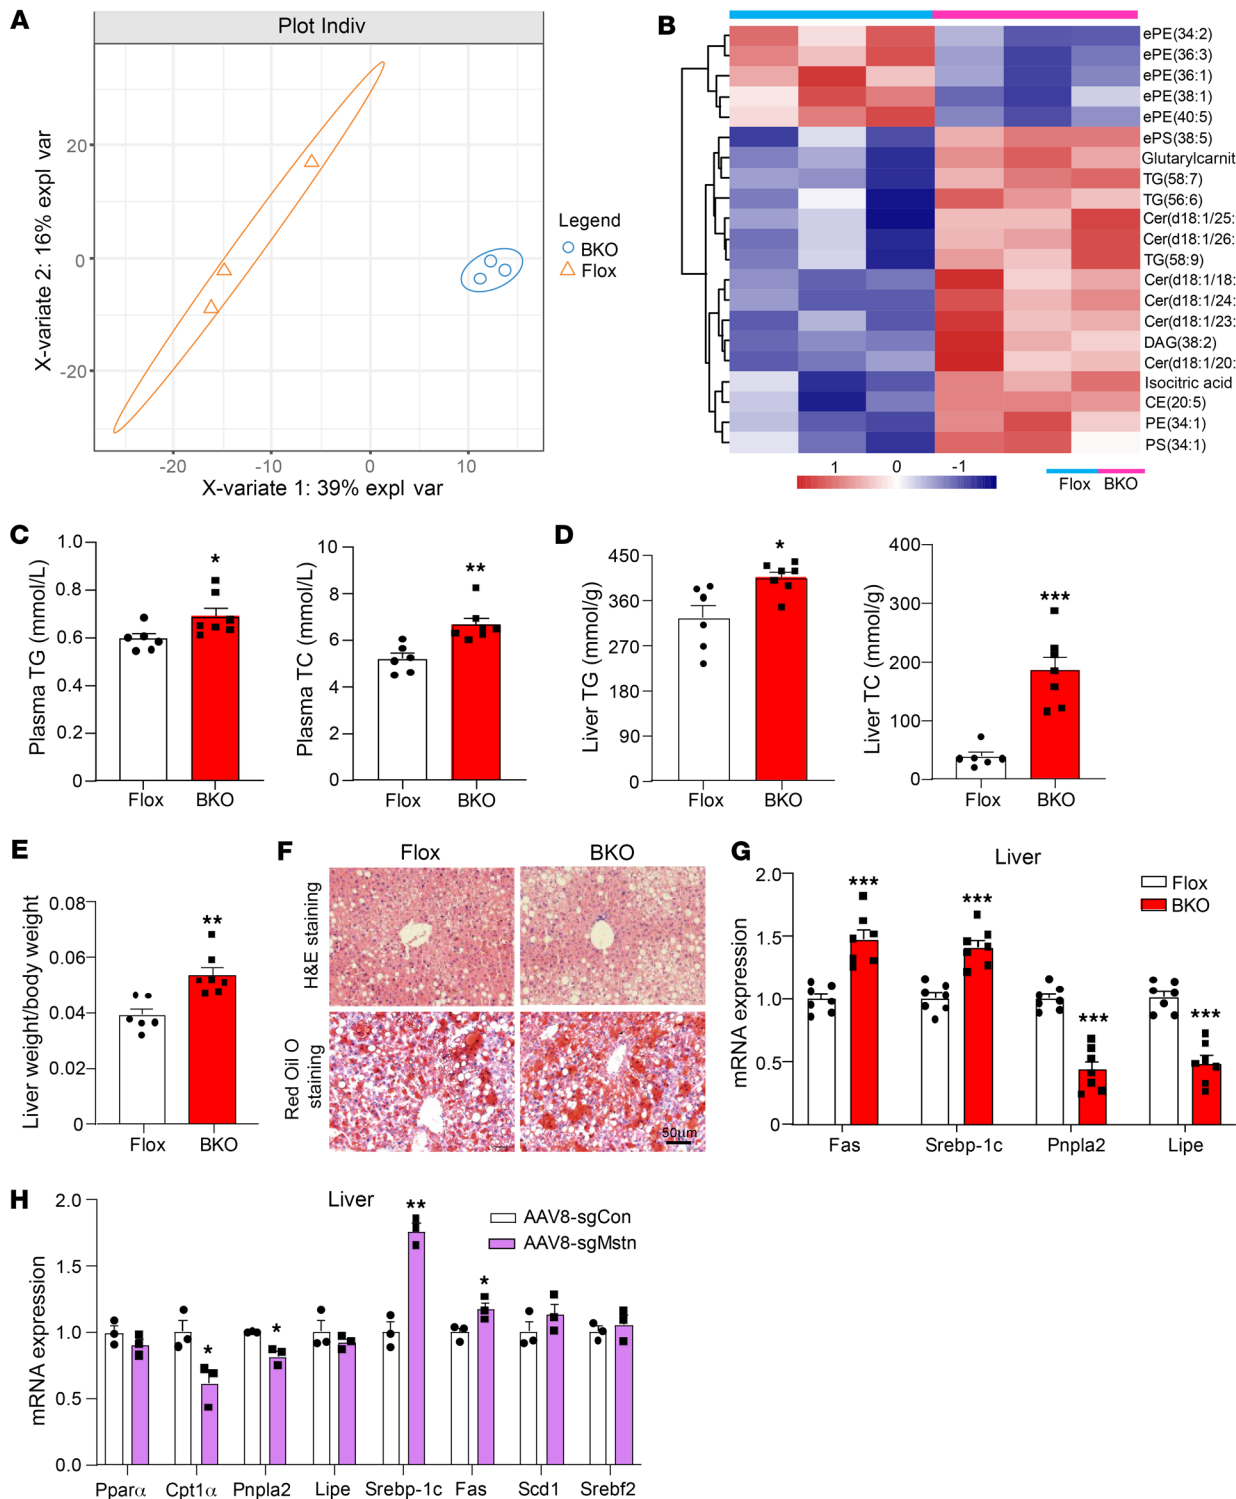 A
Plot Indiv
X-variate 2: 16% expl var
20
0
-20
-20
-10
0
10
X-variate 1: 39% expl var
Legend
BKO
Flox
B
ePE(34:2)
ePE(36:3)
ePE(36:1)
ePE(38:1)
ePE(40:5)
ePS(38:5)
Glutarylcarnit
TG(58:7)
TG(56:6)
Cer(d18:1/25:
Cer(d18:1/26:
TG(58:9)
Cer(d18:1/18:
Cer(d18:1/24:
Cer(d18:1/23:
DAG(38:2)
Cer(d18:1/20:
Isocitric acid
CE(20:5)
PE(34:1)
PS(34:1)
1 0 -1
Flox BKO
C
Plasma TG (mmol/L)
1.0
0.8
0.6
0.4
0.2
0
*
Flox BKO
Plasma TC (mmol/L)
10
8
6
4
2
0
**
Flox BKO
D
Liver TG (mmol/g)
450
360
270
180
90
0
*
Flox BKO
Liver TC (mmol/g)
400
300
200
100
0
***
Flox BKO
E
Liver weight/body weight
0.08
0.06
0.04
0.02
0
**
Flox BKO
F
Flox BKO
H&E staining
Red Oil O
staining
50μm
G
Liver
mRNA expression
2.0
1.5
1.0
0.5
0
*** *** *** ***
Flox
BKO
Fas Srebp-1c Pnpla2 Lipe
H
Liver
mRNA expression
2.0
1.5
1.0
0.5
0.0
* * ** *
AAV8-sgCon
AAV8-sgMstn
Pparα Cpt1α Pnpla2 Lipe Srebp-1c Fas Scd1 Srebf2